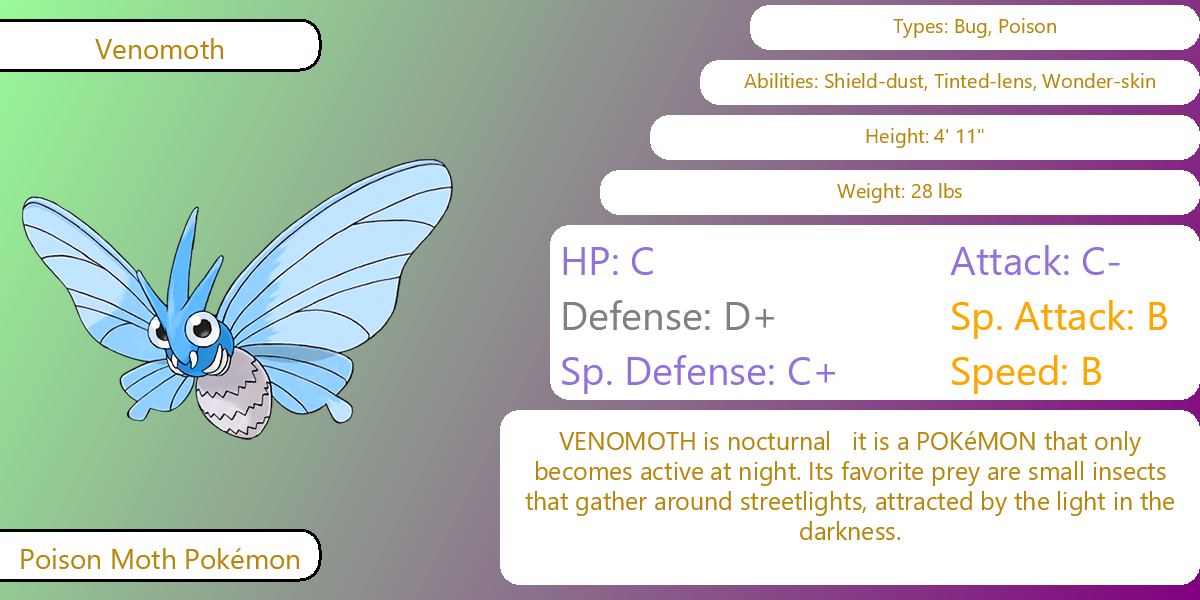 Venomoth
Types: Bug, Poison
Abilities: Shield-dust, Tinted-lens, Wonder-skin
Height: 4' 11"
Weight: 28 lbs
HP: C
Attack: C-
Defense: D+
Sp. Attack: B
Sp. Defense: C+
Speed: B
VENOMOTH is nocturnal   it is a POKéMON that only
becomes active at night. Its favorite prey are small insects
that gather around streetlights, attracted by the light in the
darkness.
Poison Moth Pokémon